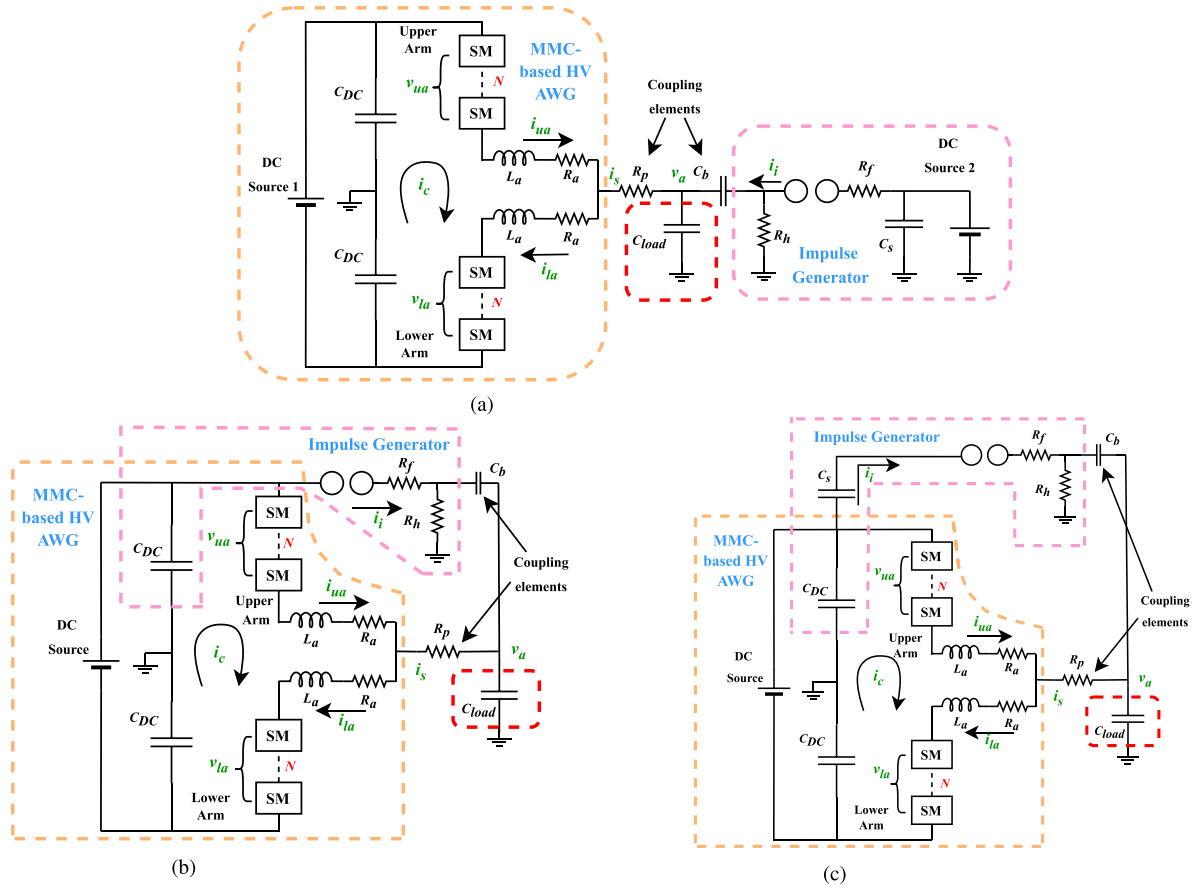 Upper
Arm
SM
MMC-
based HV
AWG
v_ua
N
C_DC
SM
Coupling
elements
i_ua
DC
Source 1
L_a
R_a
i_c
i_s
R_p
v_a
C_b
i_i
R_f
DC
Source 2
L_a
R_a
C_load
R_h
C_s
C_DC
i_la
Impulse
Generator
SM
v_la
N
SM
Lower
Arm
(a)
Impulse Generator
MMC-
based HV
AWG
R_f
C_b
SM
i_i
R_h
v_ua
N
C_DC
SM
Coupling
elements
Upper
Arm
i_ua
DC
Source
L_a
R_a
R_p
i_c
i_s
v_a
L_a
R_a
C_load
i_la
C_DC
SM
v_la
N
SM
Lower
Arm
(b)
Impulse Generator
C_b
R_f
C_s
i_i
R_h
MMC-
based HV
AWG
SM
v_ua
N
C_DC
SM
Coupling
elements
Upper
Arm
i_ua
DC
Source
L_a
R_a
R_p
i_c
i_s
v_a
L_a
R_a
C_load
i_la
C_DC
SM
v_la
N
SM
Lower
Arm
(c)